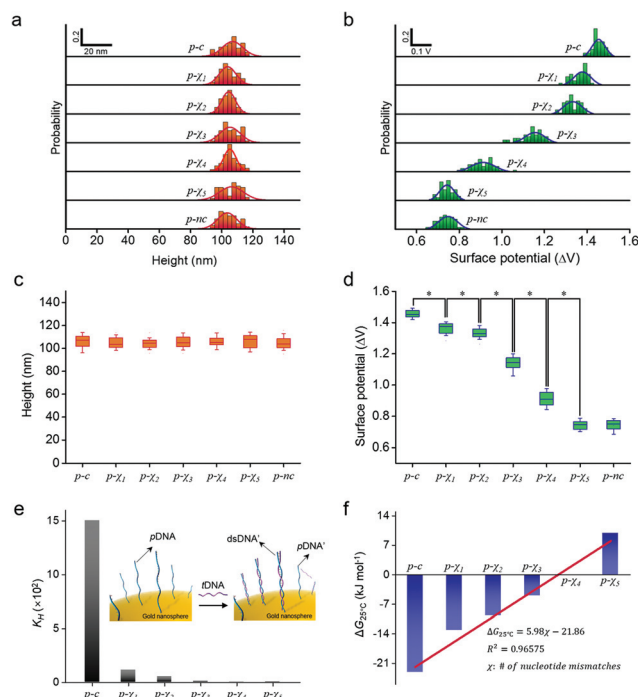 a
0.2
20 nm
p-c
p-χ1
p-χ2
p-χ3
p-χ4
p-χ5
p-nc
Probability
0 20 40 60 80 100 120 140
Height (nm)
b
0.2
0.1 V
p-c
p-χ1
p-χ2
p-χ3
p-χ4
p-χ5
p-nc
Probability
0.6 0.8 1.0 1.2 1.4 1.6
Surface potential (ΔV)
c
140
120
100
80
60
40
20
0
Height (nm)
p-c p-χ1 p-χ2 p-χ3 p-χ4 p-χ5 p-nc
d
1.6
1.4
1.2
1.0
0.8
0.6
Surface potential (ΔV)
* * * * *
p-c p-χ1 p-χ2 p-χ3 p-χ4 p-χ5 p-nc
e
15
10
5
0
KH (×10²)
pDNA
dsDNA'
pDNA'
tDNA
Gold nanosphere
Gold nanosphere
p-c p-χ1 p-χ2 p-χ3 p-χ4 p-χ5
f
14
7
0
-7
-14
-21
ΔG25°C (kJ mol⁻¹)
p-c p-χ1 p-χ2 p-χ3
p-χ4 p-χ5
ΔG25°C = 5.98χ − 21.86
R² = 0.96575
χ: # of nucleotide mismatches